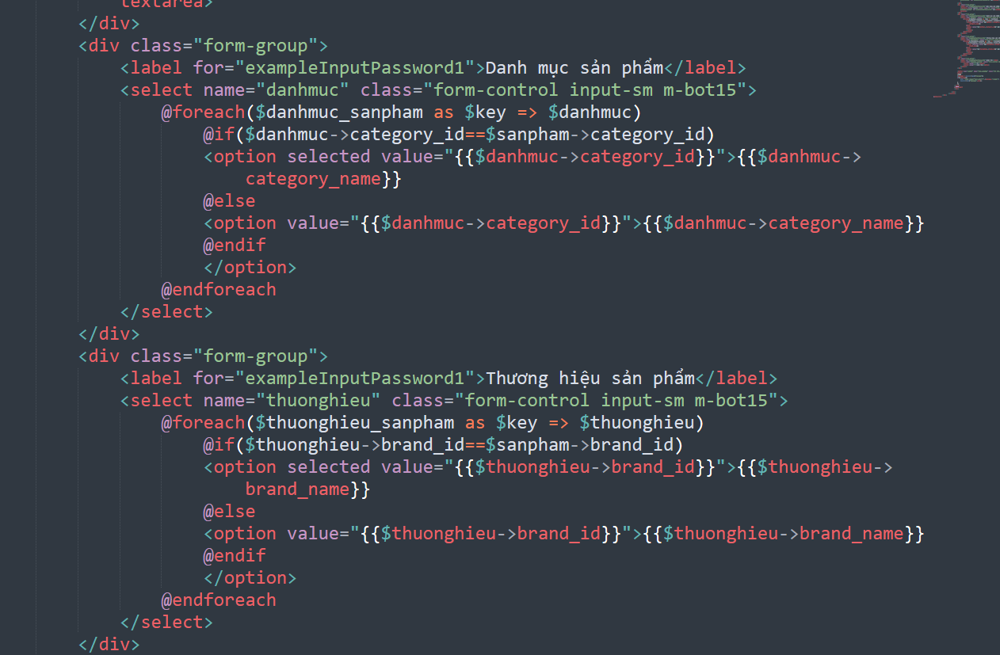 textarea>
</div>
<div class="form-group">
<label for="exampleInputPassword1">Danh mục sản phẩm</label>
<select name="danhmuc" class="form-control input-sm m-bot15">
@foreach($danhmuc_sanpham as $key => $danhmuc)
@if($danhmuc->category_id==$sanpham->category_id)
<option selected value="{{$danhmuc->category_id}}">{{$danhmuc->
category_name}}
@else
<option value="{{$danhmuc->category_id}}">{{$danhmuc->category_name}}
@endif
</option>
@endforeach
</select>
</div>
<div class="form-group">
<label for="exampleInputPassword1">Thương hiệu sản phẩm</label>
<select name="thuonghieu" class="form-control input-sm m-bot15">
@foreach($thuonghieu_sanpham as $key => $thuonghieu)
@if($thuonghieu->brand_id==$sanpham->brand_id)
<option selected value="{{$thuonghieu->brand_id}}">{{$thuonghieu->
brand_name}}
@else
<option value="{{$thuonghieu->brand_id}}">{{$thuonghieu->brand_name}}
@endif
</option>
@endforeach
</select>
</div>